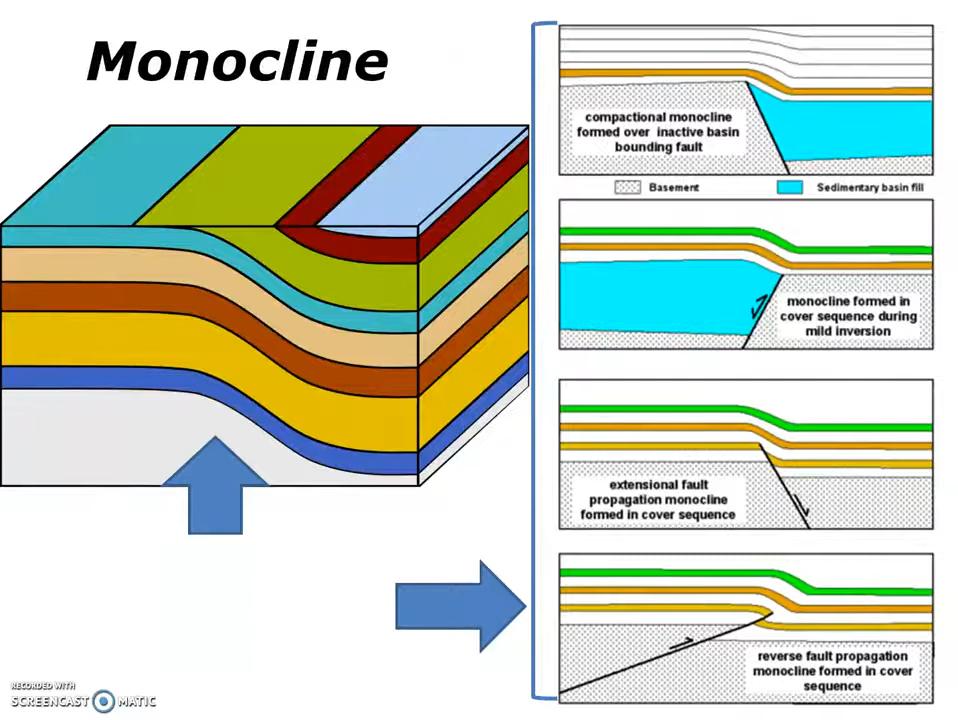 Monocline
compactional monocline
formed over inactive basin
bounding fault
Basement
Sedimentary basin fill
monocline formed in
cover sequence during
mild inversion
extensional fault
propagation monocline
formed in cover sequence
reverse fault propagation
monocline formed in cover
sequence
RECORDED WITH
SCREENCAST MATIC